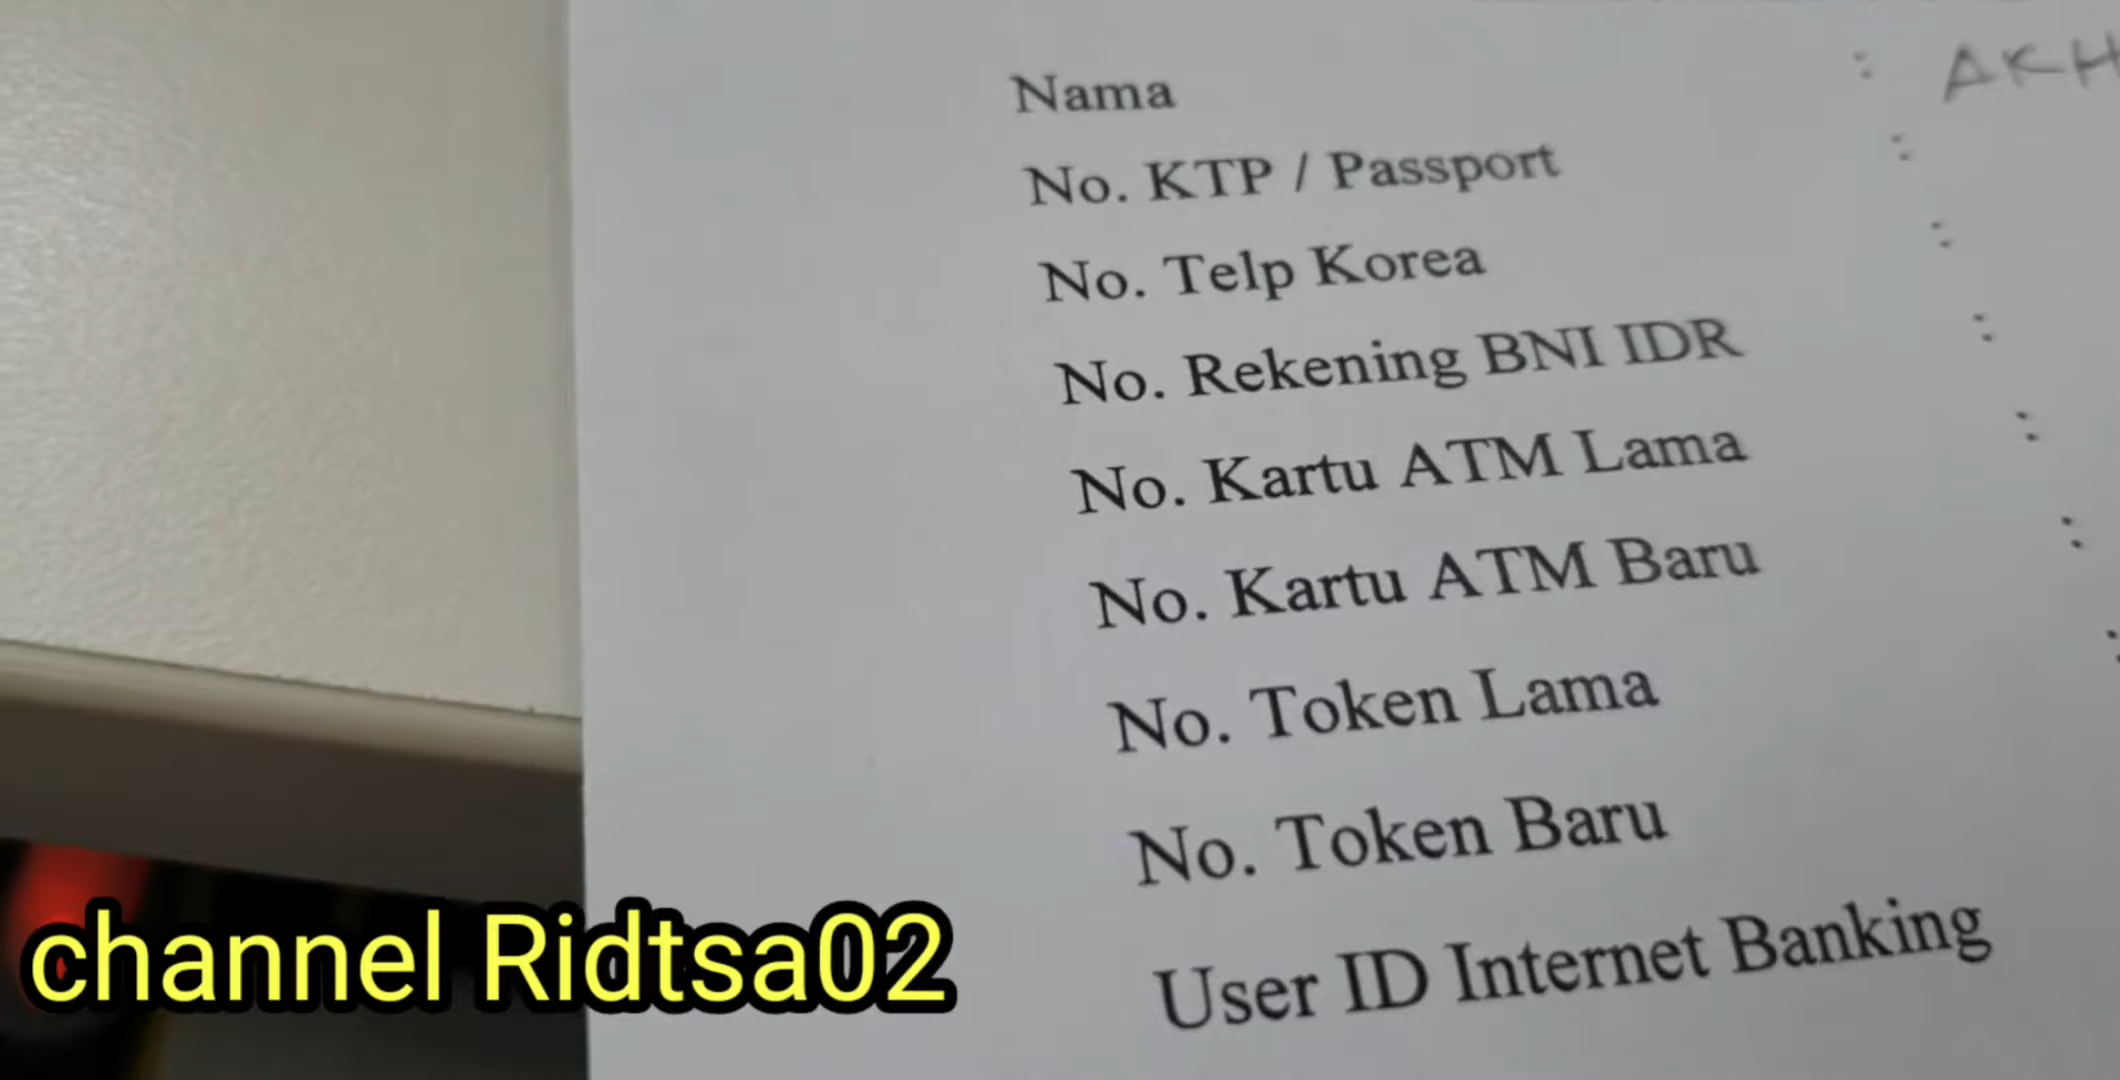 Nama : AKH
No. KTP / Passport :
No. Telp Korea :
No. Rekening BNI IDR :
No. Kartu ATM Lama :
No. Kartu ATM Baru :
No. Token Lama :
No. Token Baru
User ID Internet Banking
channel Ridtsa02